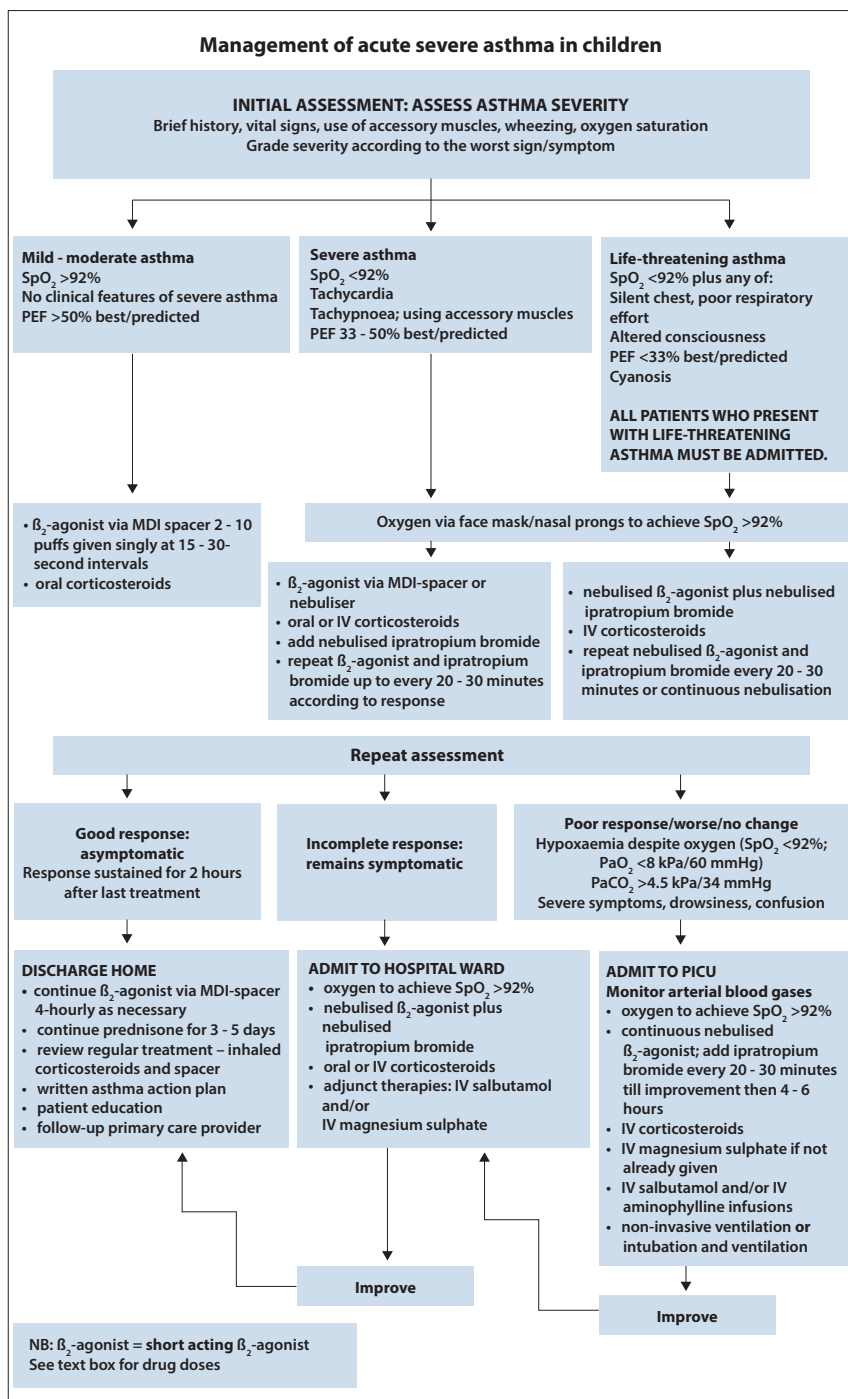 Management of acute severe asthma in children
INITIAL ASSESSMENT: ASSESS ASTHMA SEVERITY
Brief history, vital signs, use of accessory muscles, wheezing, oxygen saturation
Grade severity according to the worst sign/symptom
Mild - moderate asthma
SpO₂ >92%
No clinical features of severe asthma
PEF >50% best/predicted
Severe asthma
SpO₂ <92%
Tachycardia
Tachypnoea; using accessory muscles
PEF 33 - 50% best/predicted
Life-threatening asthma
SpO₂ <92% plus any of:
Silent chest, poor respiratory
effort
Altered consciousness
PEF <33% best/predicted
Cyanosis
ALL PATIENTS WHO PRESENT
WITH LIFE-THREATENING
ASTHMA MUST BE ADMITTED.
• ß₂-agonist via MDI spacer 2 - 10
puffs given singly at 15 - 30-
second intervals
• oral corticosteroids
Oxygen via face mask/nasal prongs to achieve SpO₂ >92%
• ß₂-agonist via MDI-spacer or
nebuliser
• oral or IV corticosteroids
• add nebulised ipratropium bromide
• repeat ß₂-agonist and ipratropium
bromide up to every 20 - 30 minutes
according to response
• nebulised ß₂-agonist plus nebulised
ipratropium bromide
• IV corticosteroids
• repeat nebulised ß₂-agonist and
ipratropium bromide every 20 - 30
minutes or continuous nebulisation
Repeat assessment
Good response:
asymptomatic
Response sustained for 2 hours
after last treatment
Incomplete response:
remains symptomatic
Poor response/worse/no change
Hypoxaemia despite oxygen (SpO₂ <92%;
PaO₂ <8 kPa/60 mmHg)
PaCO₂ >4.5 kPa/34 mmHg
Severe symptoms, drowsiness, confusion
DISCHARGE HOME
• continue ß₂-agonist via MDI-spacer
4-hourly as necessary
• continue prednisone for 3 - 5 days
• review regular treatment – inhaled
corticosteroids and spacer
• written asthma action plan
• patient education
• follow-up primary care provider
ADMIT TO HOSPITAL WARD
• oxygen to achieve SpO₂ >92%
• nebulised ß₂-agonist plus
nebulised
ipratropium bromide
• oral or IV corticosteroids
• adjunct therapies: IV salbutamol
and/or
IV magnesium sulphate
ADMIT TO PICU
Monitor arterial blood gases
• oxygen to achieve SpO₂ >92%
• continuous nebulised
ß₂-agonist; add ipratropium
bromide every 20 - 30 minutes
till improvement then 4 - 6
hours
• IV corticosteroids
• IV magnesium sulphate if not
already given
• IV salbutamol and/or IV
aminophylline infusions
• non-invasive ventilation or
intubation and ventilation
Improve
Improve
NB: ß₂-agonist = short acting ß₂-agonist
See text box for drug doses